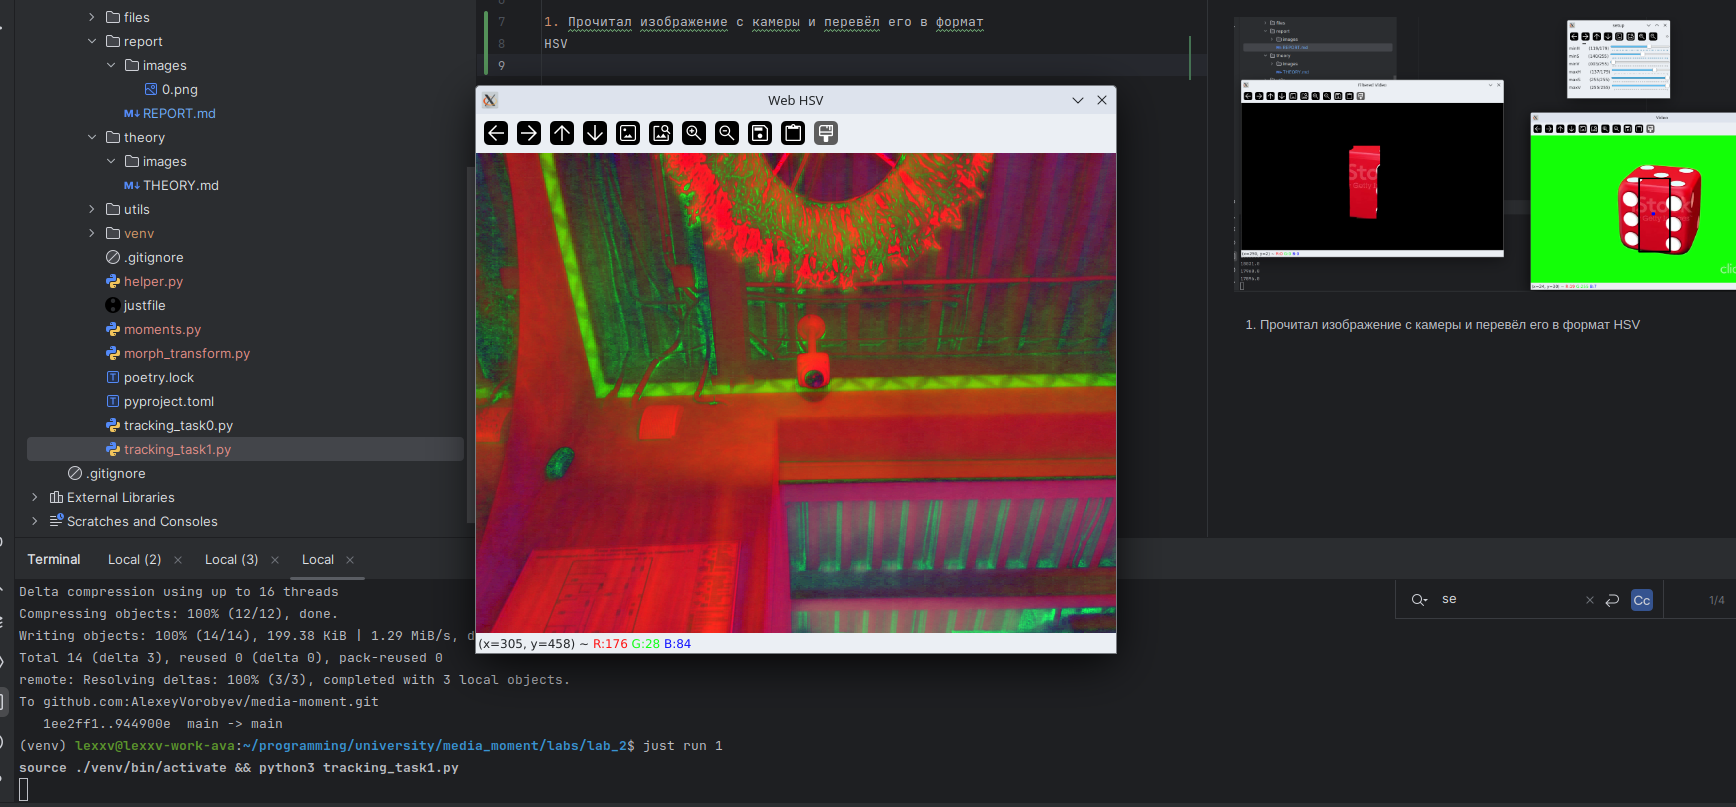 files
report
images
0.png
M↓ REPORT.md
theory
images
M↓ THEORY.md
utils
venv
.gitignore
helper.py
justfile
moments.py
morph_transform.py
poetry.lock
pyproject.toml
tracking_task0.py
tracking_task1.py
.gitignore
External Libraries
Scratches and Consoles
7 1. Прочитал изображение с камеры и перевёл его в формат
8 HSV
9
Web HSV
(x=305, y=458) ~ R:176 G:28 B:84
1. Прочитал изображение с камеры и перевёл его в формат HSV
Terminal Local (2) × Local (3) × Local ×
Delta compression using up to 16 threads
Compressing objects: 100% (12/12), done.
Writing objects: 100% (14/14), 199.38 KiB | 1.29 MiB/s, d
Total 14 (delta 3), reused 0 (delta 0), pack-reused 0
remote: Resolving deltas: 100% (3/3), completed with 3 local objects.
To github.com:AlexeyVorobyev/media-moment.git
1ee2ff1..944900e main -> main
(venv) lexxv@lexxv-work-ava:~/programming/university/media_moment/labs/lab_2$ just run 1
source ./venv/bin/activate && python3 tracking_task1.py
se × Cc 1/4